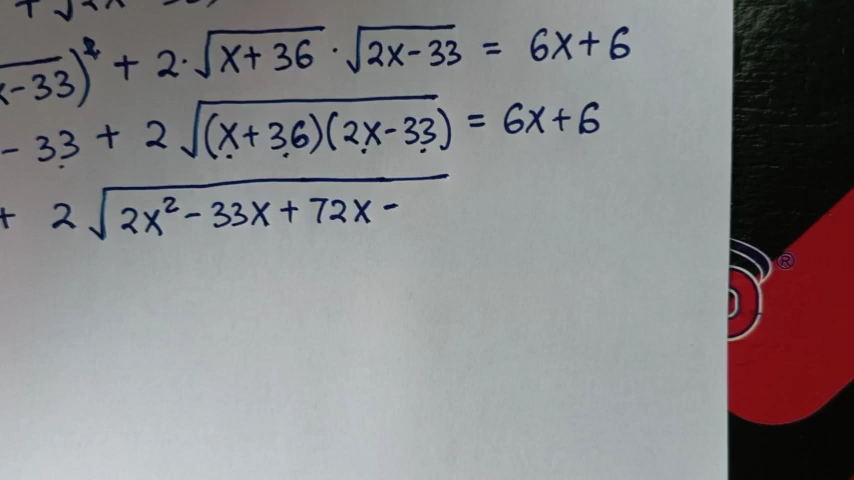 + √2x
x-33)² + 2·√x+36 · √2x-33 = 6x+6
- 33 + 2 √(x+36)(2x-33) = 6x+6
+ 2 √2x² - 33x + 72x -
®